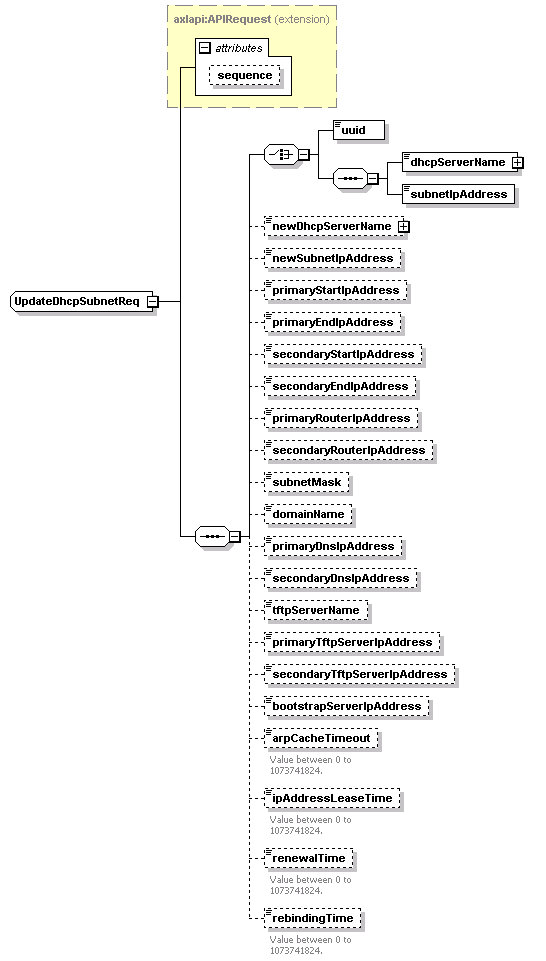 axlapi:APIRequest (extension)
attributes
sequence
uuid
dhcpServerName
subnetIpAddress
newDhcpServerName
newSubnetIpAddress
primaryStartIpAddress
UpdateDhcpSubnetReq
primaryEndIpAddress
secondaryStartIpAddress
secondaryEndIpAddress
primaryRouterIpAddress
secondaryRouterIpAddress
subnetMask
domainName
primaryDnsIpAddress
secondaryDnsIpAddress
tftpServerName
primaryTftpServerIpAddress
secondaryTftpServerIpAddress
bootstrapServerIpAddress
arpCacheTimeout
Value between 0 to
1073741824.
ipAddressLeaseTime
Value between 0 to
1073741824.
renewalTime
Value between 0 to
1073741824.
rebindingTime
Value between 0 to
1073741824.